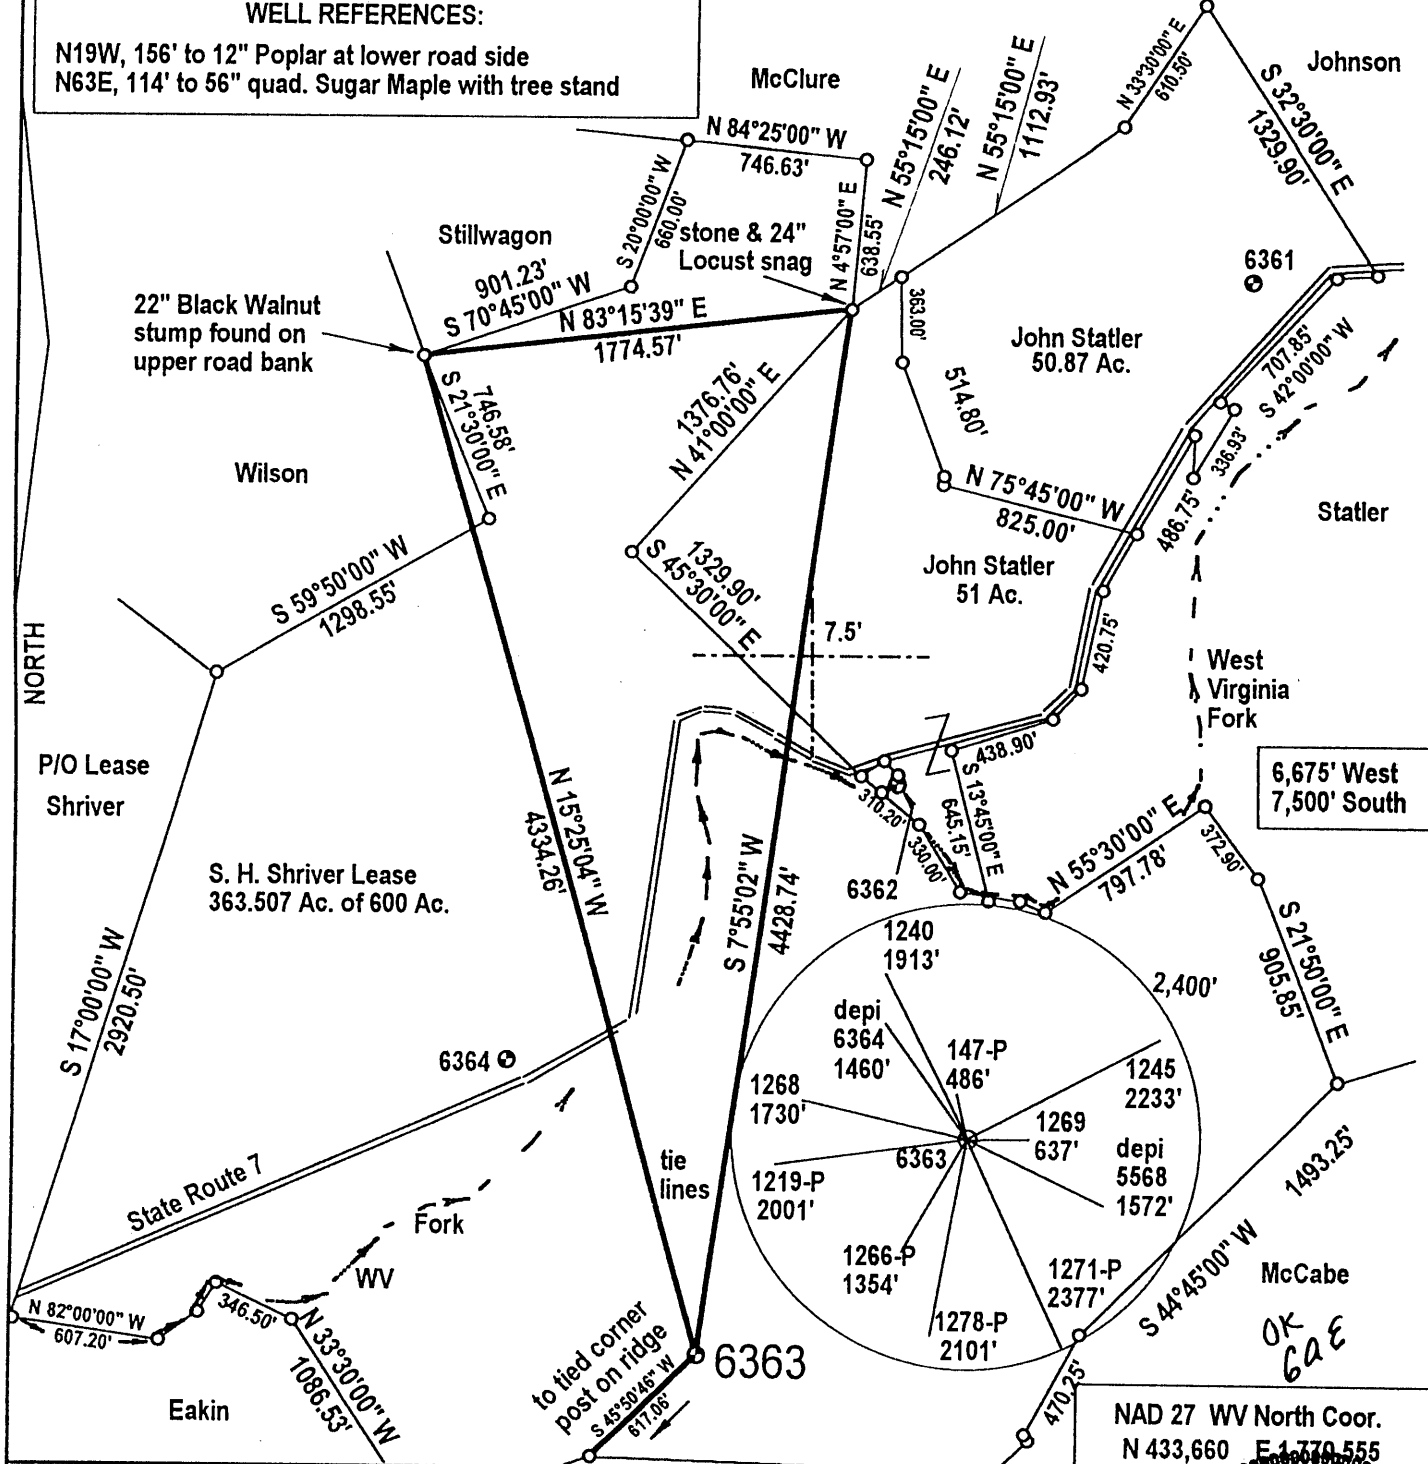 WELL REFERENCES:
N19W, 156' to 12" Poplar at lower road side
N63E, 114' to 56" quad. Sugar Maple with tree stand
McClure
Johnson
N 84°25'00" W
746.63'
N 55°15'00" E
246.12'
N 55°15'00" E
1112.93'
N 33°30'00" E
610.50'
S 32°30'00" E
1329.90'
Stillwagon
S 20°00'00" W
660.00'
stone & 24"
Locust snag
N 4°57'00" E
638.55'
6361
901.23'
S 70°45'00" W
22" Black Walnut
stump found on
upper road bank
N 83°15'39" E
1774.57'
363.00'
John Statler
50.87 Ac.
707.85'
S 42°00'00" W
746.58'
S 21°30'00" E
1376.76'
N 41°00'00" E
514.80'
336.93'
Wilson
N 75°45'00" W
825.00'
486.75'
Statler
S 59°50'00" W
1298.55'
1329.90'
S 45°30'00" E
John Statler
51 Ac.
7.5'
420.75'
NORTH
West
Virginia
Fork
438.90'
P/O Lease
Shriver
6,675' West
7,500' South
N 15°25'04" W
4334.26'
310.20'
330.00'
S 13°45'00" E
645.15'
N 55°30'00" E
797.78'
372.90'
S. H. Shriver Lease
363.507 Ac. of 600 Ac.
S 7°55'02" W
4428.74'
6362
S 17°00'00" W
2920.50'
1240
1913'
2,400'
S 21°50'00" E
905.85'
depi
6364
1460'
147-P
486'
6364
1268
1730'
1245
2233'
1269
637'
6363
depi
5568
1572'
tie
lines
1219-P
2001'
1493.25'
State Route 7
Fork
WV
1266-P
1354'
1271-P
2377'
1278-P
2101'
S 44°45'00" W
McCabe
N 82°00'00" W
607.20'
346.50'
N 33°30'00" W
1086.53'
6363
to tied corner
post on ridge
S 45°50'46" W
617.06'
OK
Eakin
470.25'
NAD 27 WV North Coor.
N 433,660 E 1,770,555